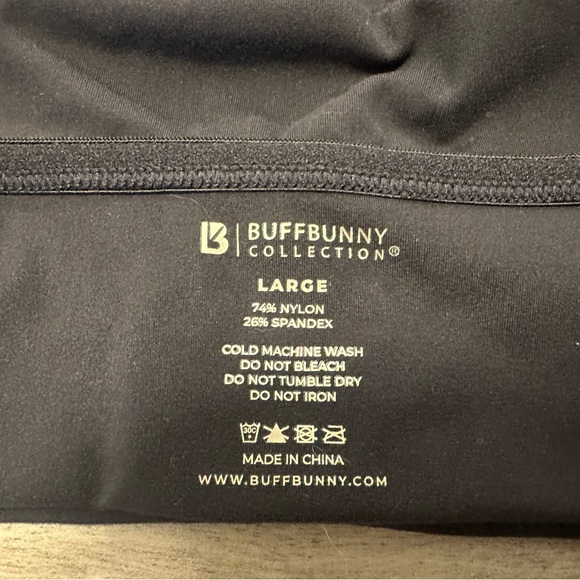 B | BUFFBUNNY
COLLECTION®
LARGE
74% NYLON
26% SPANDEX
COLD MACHINE WASH
DO NOT BLEACH
DO NOT TUMBLE DRY
DO NOT IRON
30C
MADE IN CHINA
WWW.BUFFBUNNY.COM